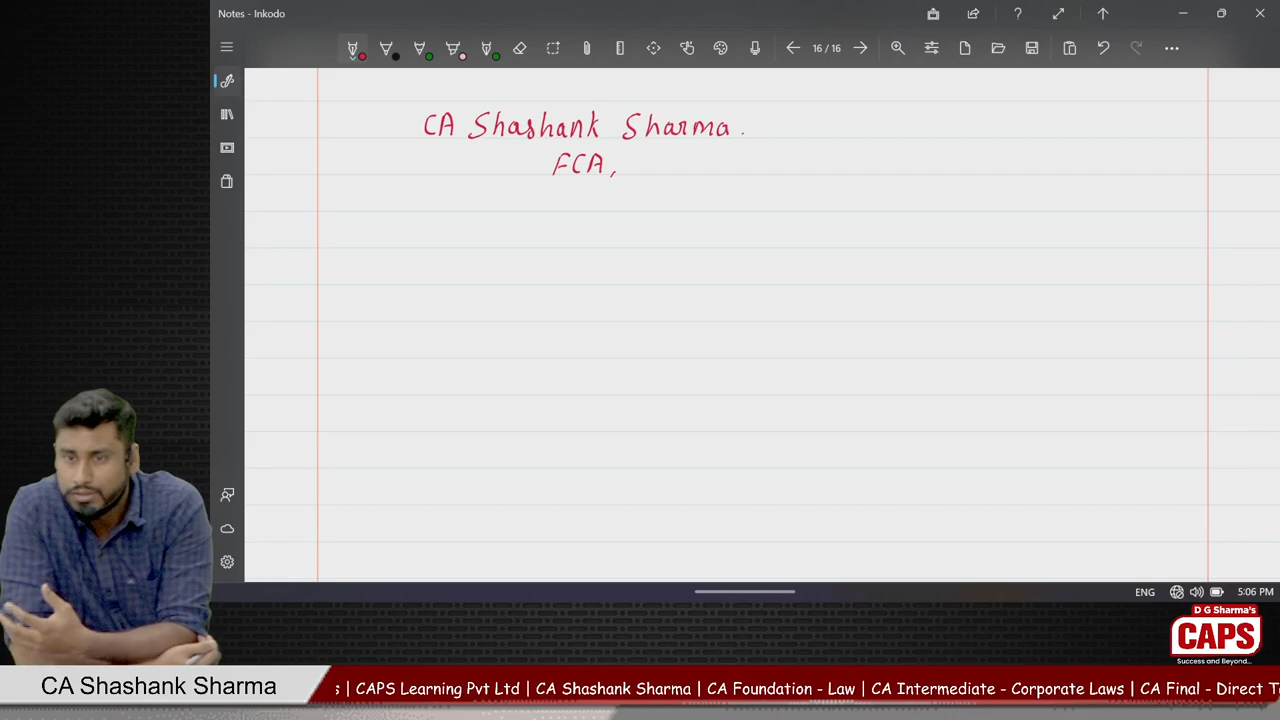 Notes - Inkodo
16 / 16
CA Shashank Sharma.
FCA,
ENG
5:06 PM
D G Sharma's
CAPS
Success and Beyond...
CA Shashank Sharma
| CAPS Learning Pvt Ltd | CA Shashank Sharma | CA Foundation - Law | CA Intermediate - Corporate Laws | CA Final - Direct T